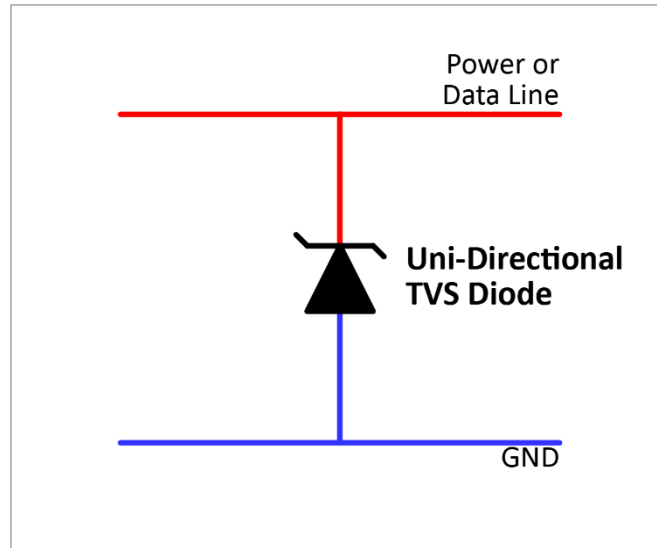 Power or
Data Line
Uni-Directional
TVS Diode
GND